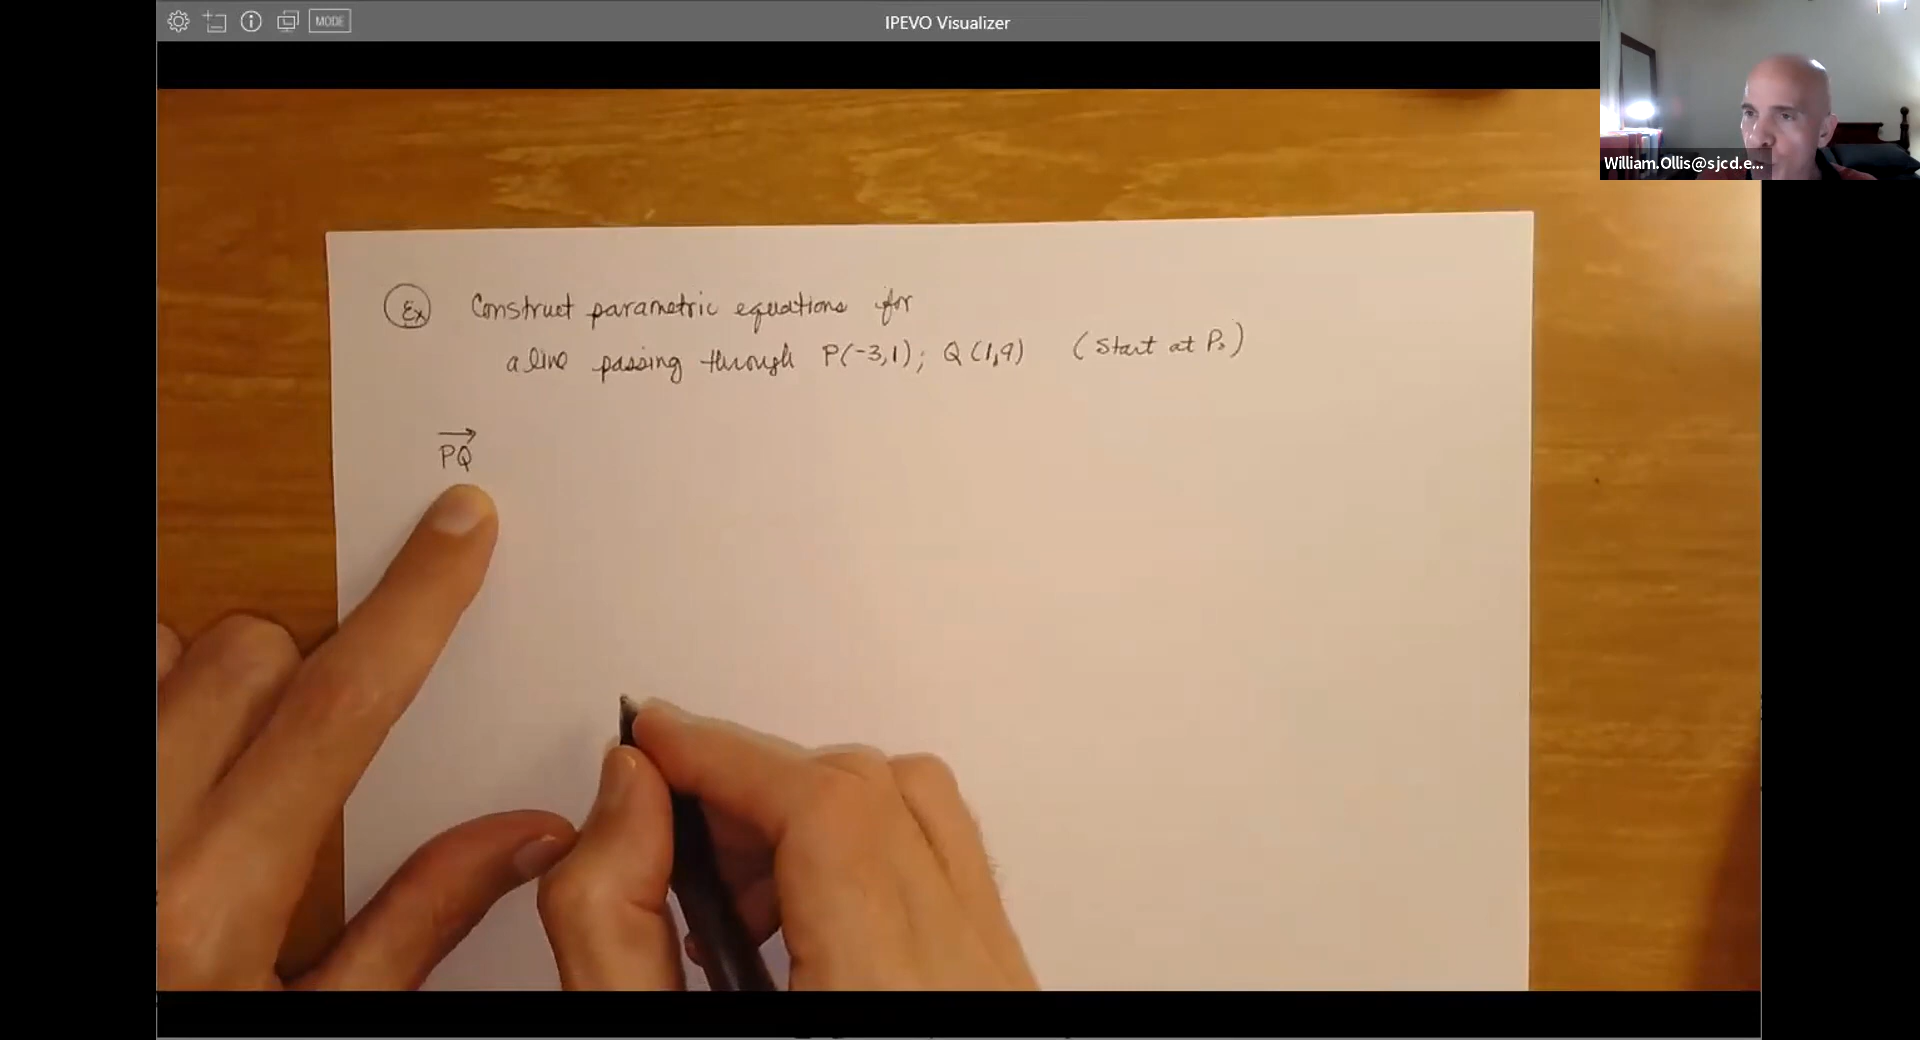 MODE
IPEVO Visualizer
William.Ollis@sjcd.e...
Ex Construct parametric equations for
a line passing through P(-3,1); Q(1,9) (Start at P.)
PQ